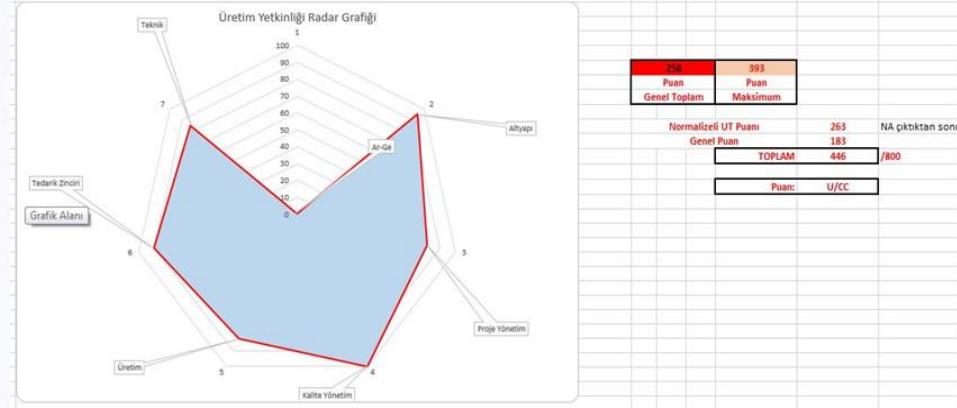 Üretim Yetkinliği Radar Grafiği
1
Teknik
100
90
80
70
60
50
40
30
20
10
0
7
2
Altyapı
Ar-Ge
Tedarik Zinciri
Grafik Alanı
6
3
Proje Yönetim
Üretim
5
4
Kalite Yönetim
258 393
Puan Puan
Genel Toplam Maksimum
Normalizeli UT Puanı 263 NA çıktıktan sonr
Genel Puan 183
TOPLAM 446 /800
Puan: U/CC